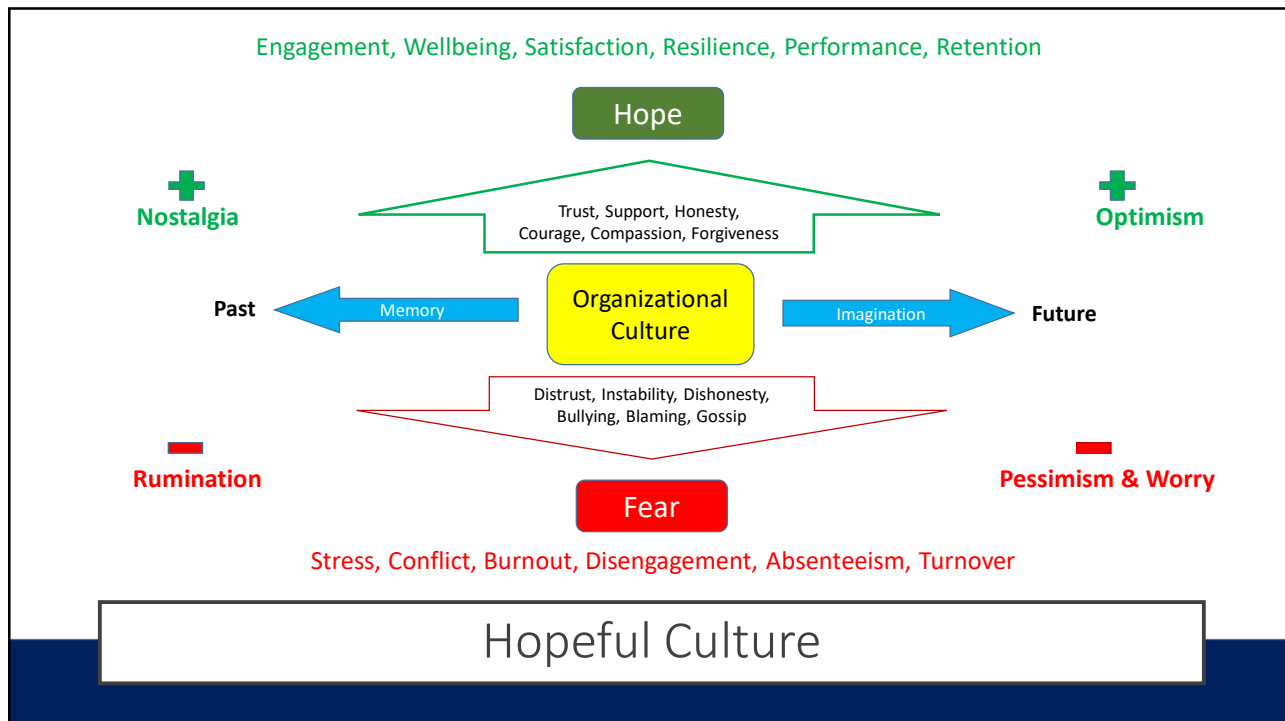 Engagement, Wellbeing, Satisfaction, Resilience, Performance, Retention
Hope
Nostalgia
Trust, Support, Honesty,
Courage, Compassion, Forgiveness
Optimism
Past
Memory
Organizational
Culture
Imagination
Future
Distrust, Instability, Dishonesty,
Bullying, Blaming, Gossip
Rumination
Pessimism & Worry
Fear
Stress, Conflict, Burnout, Disengagement, Absenteeism, Turnover
Hopeful Culture